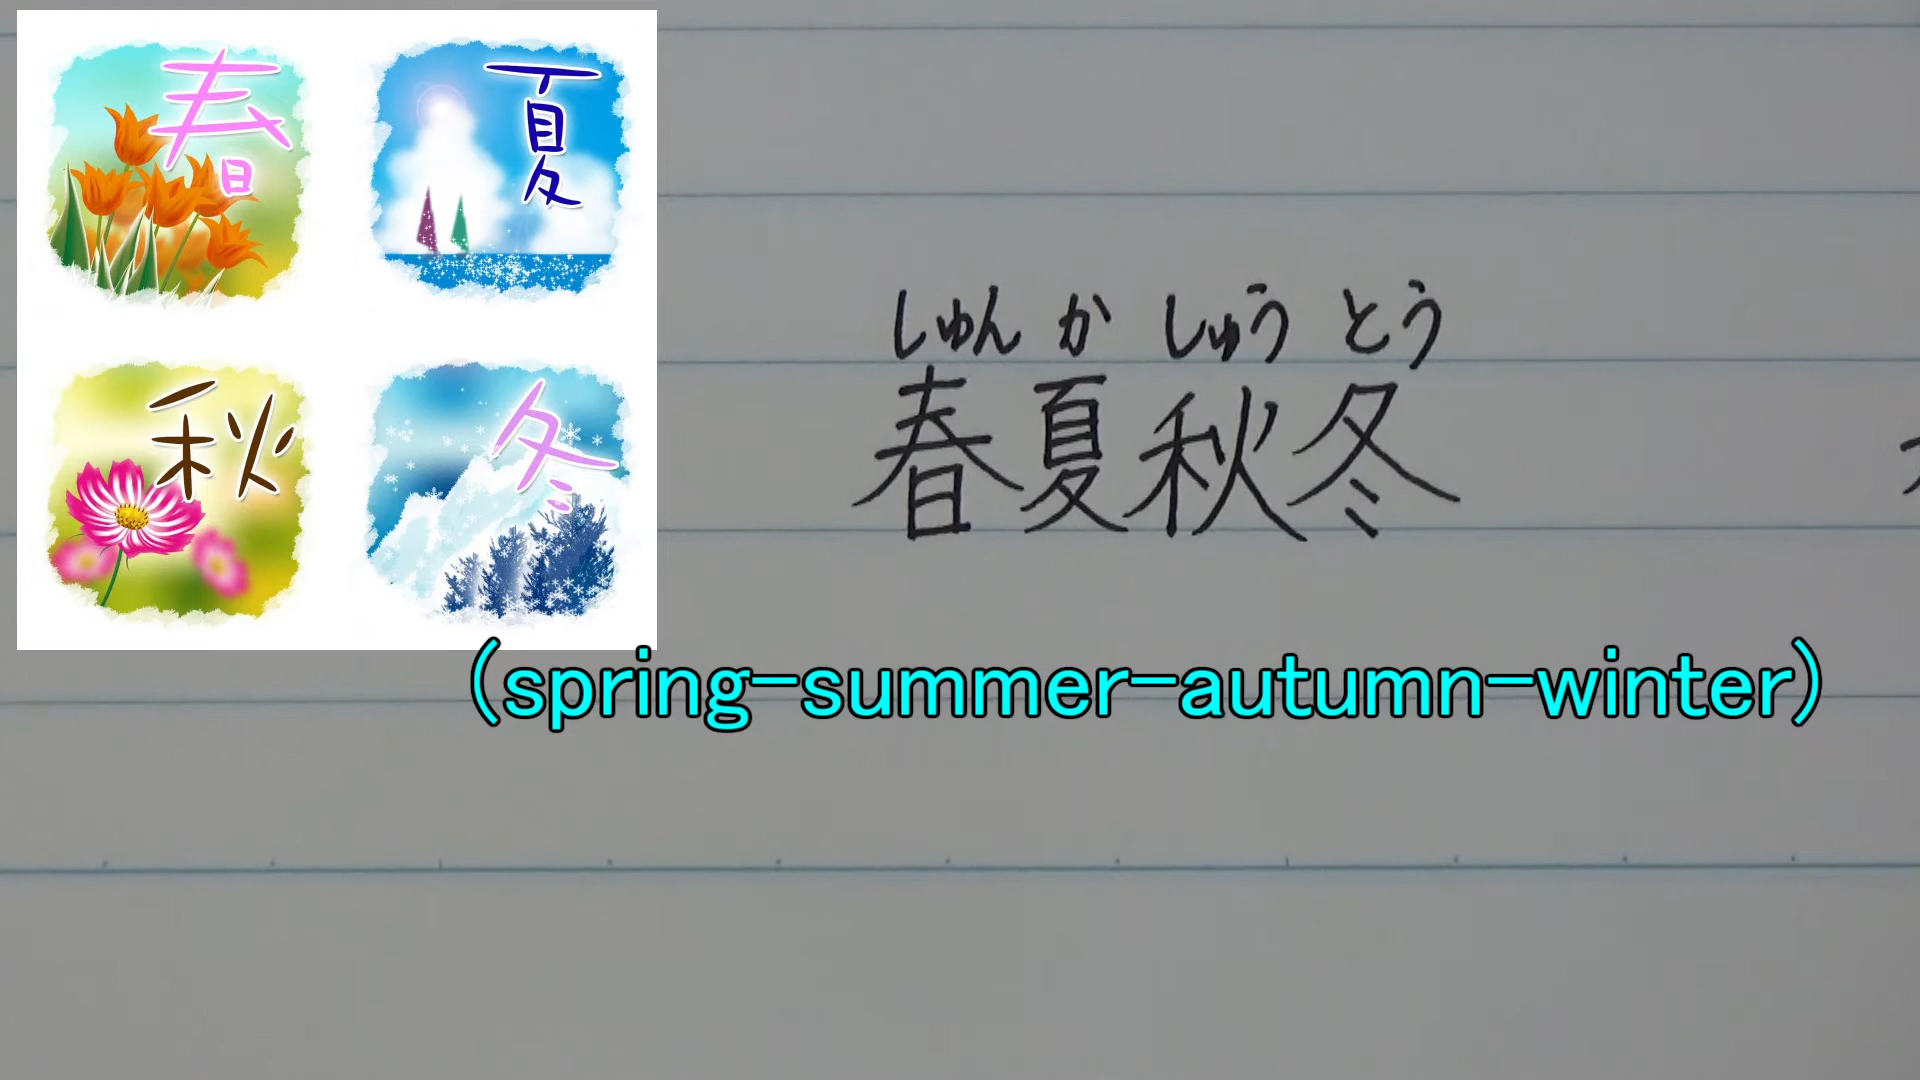 春
夏
秋
冬
しゅん か しゅう とう
春夏秋冬
(spring-summer-autumn-winter)